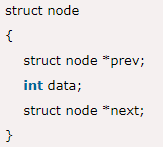 struct node
{
struct node *prev;
int data;
struct node *next;
}